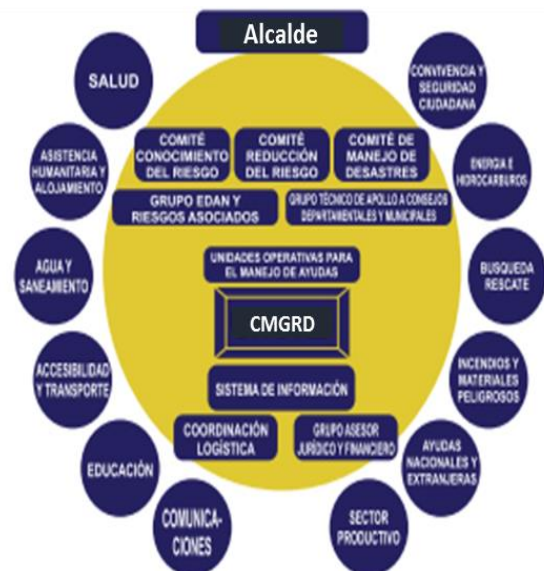 Alcalde
SALUD
CONVIVENCIA Y
SEGURIDAD
CIUDADANA
COMITÉ
CONOCIMIENTO
DEL RIESGO
COMITÉ
REDUCCIÓN
DEL RIESGO
COMITÉ DE
MANEJO DE
DESASTRES
ASISTENCIA
HUMANITARIA Y
ALOJAMIENTO
ENERGIA E
HIDROCARBUROS
GRUPO EDAN Y
RIESGOS ASOCIADOS
GRUPO TÉCNICO DE APOLLO A CONSEJOS
DEPARTAMENTALES Y MUNICIPALES
AGUA Y
SANEAMIENTO
UNIDADES OPERATIVAS PARA
EL MANEJO DE AYUDAS
BUSQUEDA
RESCATE
CMGRD
ACCESIBILIDAD
Y TRANSPORTE
SISTEMA DE INFORMACIÓN
INCENDIOS Y
MATERIALES
PELIGROSOS
COORDINACIÓN
LOGÍSTICA
GRUPO ASESOR
JURÍDICO Y FINANCIERO
EDUCACIÓN
AYUDAS
NACIONALES Y
EXTRANJERAS
COMUNICA-
CIONES
SECTOR
PRODUCTIVO